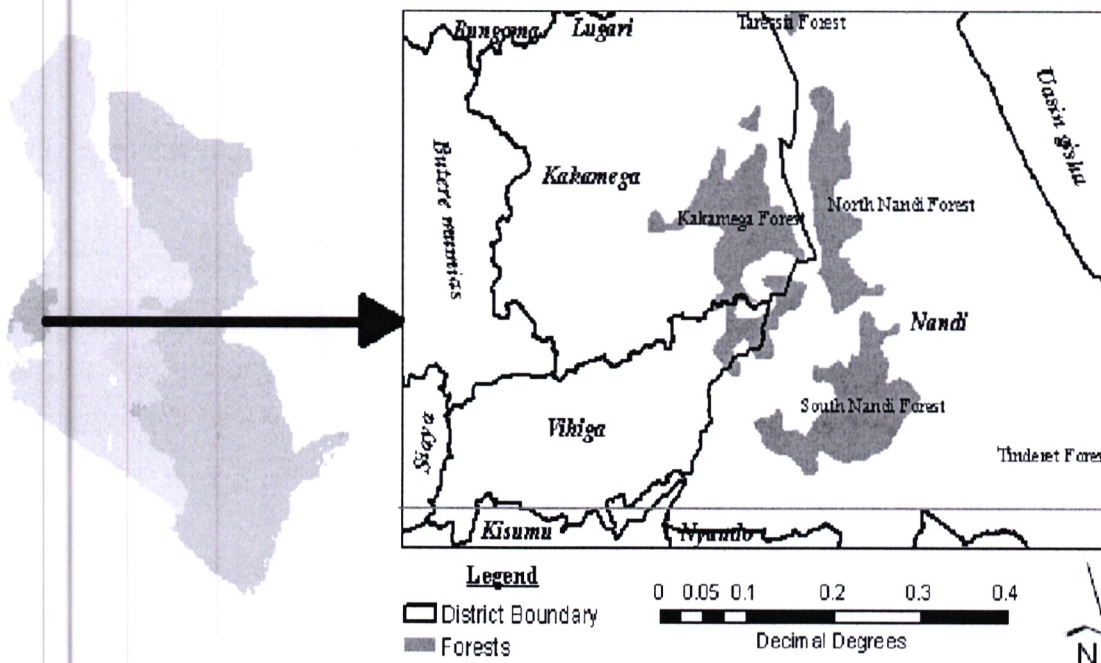 Taressia Forest
Bungoma
Lugari
Uasin gishu
Butere mumias
Kakamega
North Nandi Forest
Kakamega Forest
Nandi
South Nandi Forest
Siaya
Vihiga
Tinderet Forest
Kisumu
Nyando
Legend
District Boundary
Forests
0 0.05 0.1 0.2 0.3 0.4
Decimal Degrees
N